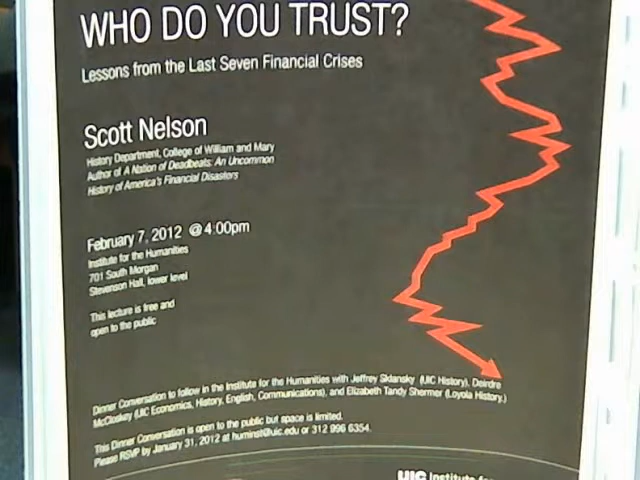 WHO DO YOU TRUST?
Lessons from the Last Seven Financial Crises
Scott Nelson
History Department, College of William and Mary
Author of A Nation of Deadbeats: An Uncommon
History of America's Financial Disasters
February 7, 2012 @ 4:00pm
Institute for the Humanities
701 South Morgan
Stevenson Hall, lower level
This lecture is free and
open to the public
Dinner Conversation to follow in the Institute for the Humanities with Jeffrey Sklansky (UIC History), Deirdre
McCloskey (UIC Economics, History, English, Communications), and Elizabeth Tandy Shermer (Loyola History.)
This Dinner Conversation is open to the public but space is limited.
Please RSVP by January 31, 2012 at huminst@uic.edu or 312 996 6354.
UIC Institute for